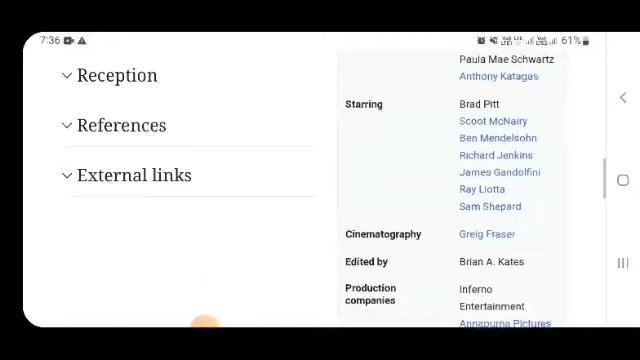 7:36
61%
Reception
References
External links
Paula Mae Schwartz
Anthony Katagas
Starring
Brad Pitt
Scoot McNairy
Ben Mendelsohn
Richard Jenkins
James Gandolfini
Ray Liotta
Sam Shepard
Cinematography
Greig Fraser
Edited by
Brian A. Kates
Production
companies
Inferno
Entertainment
Annapurna Pictures